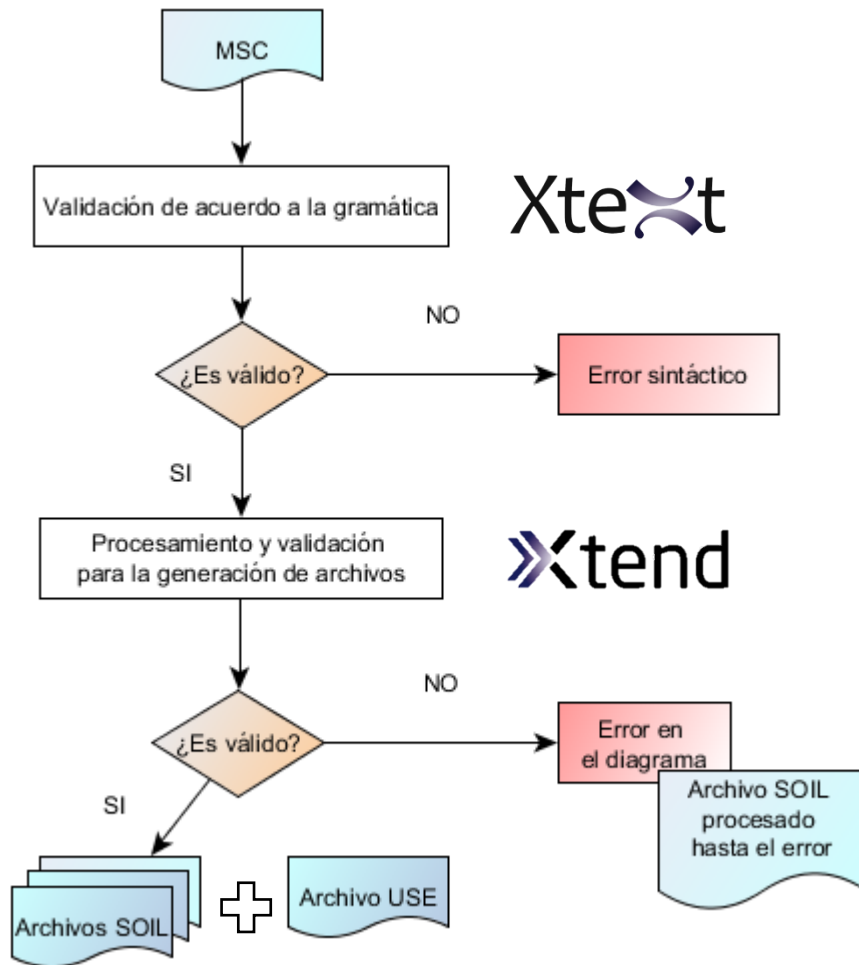 MSC
Validación de acuerdo a la gramática
Xtext
NO
¿Es válido?
Error sintáctico
SI
Procesamiento y validación
para la generación de archivos
Xtend
NO
¿Es válido?
Error en
el diagrama
SI
Archivo SOIL
procesado
hasta el error
Archivos SOIL
Archivo USE